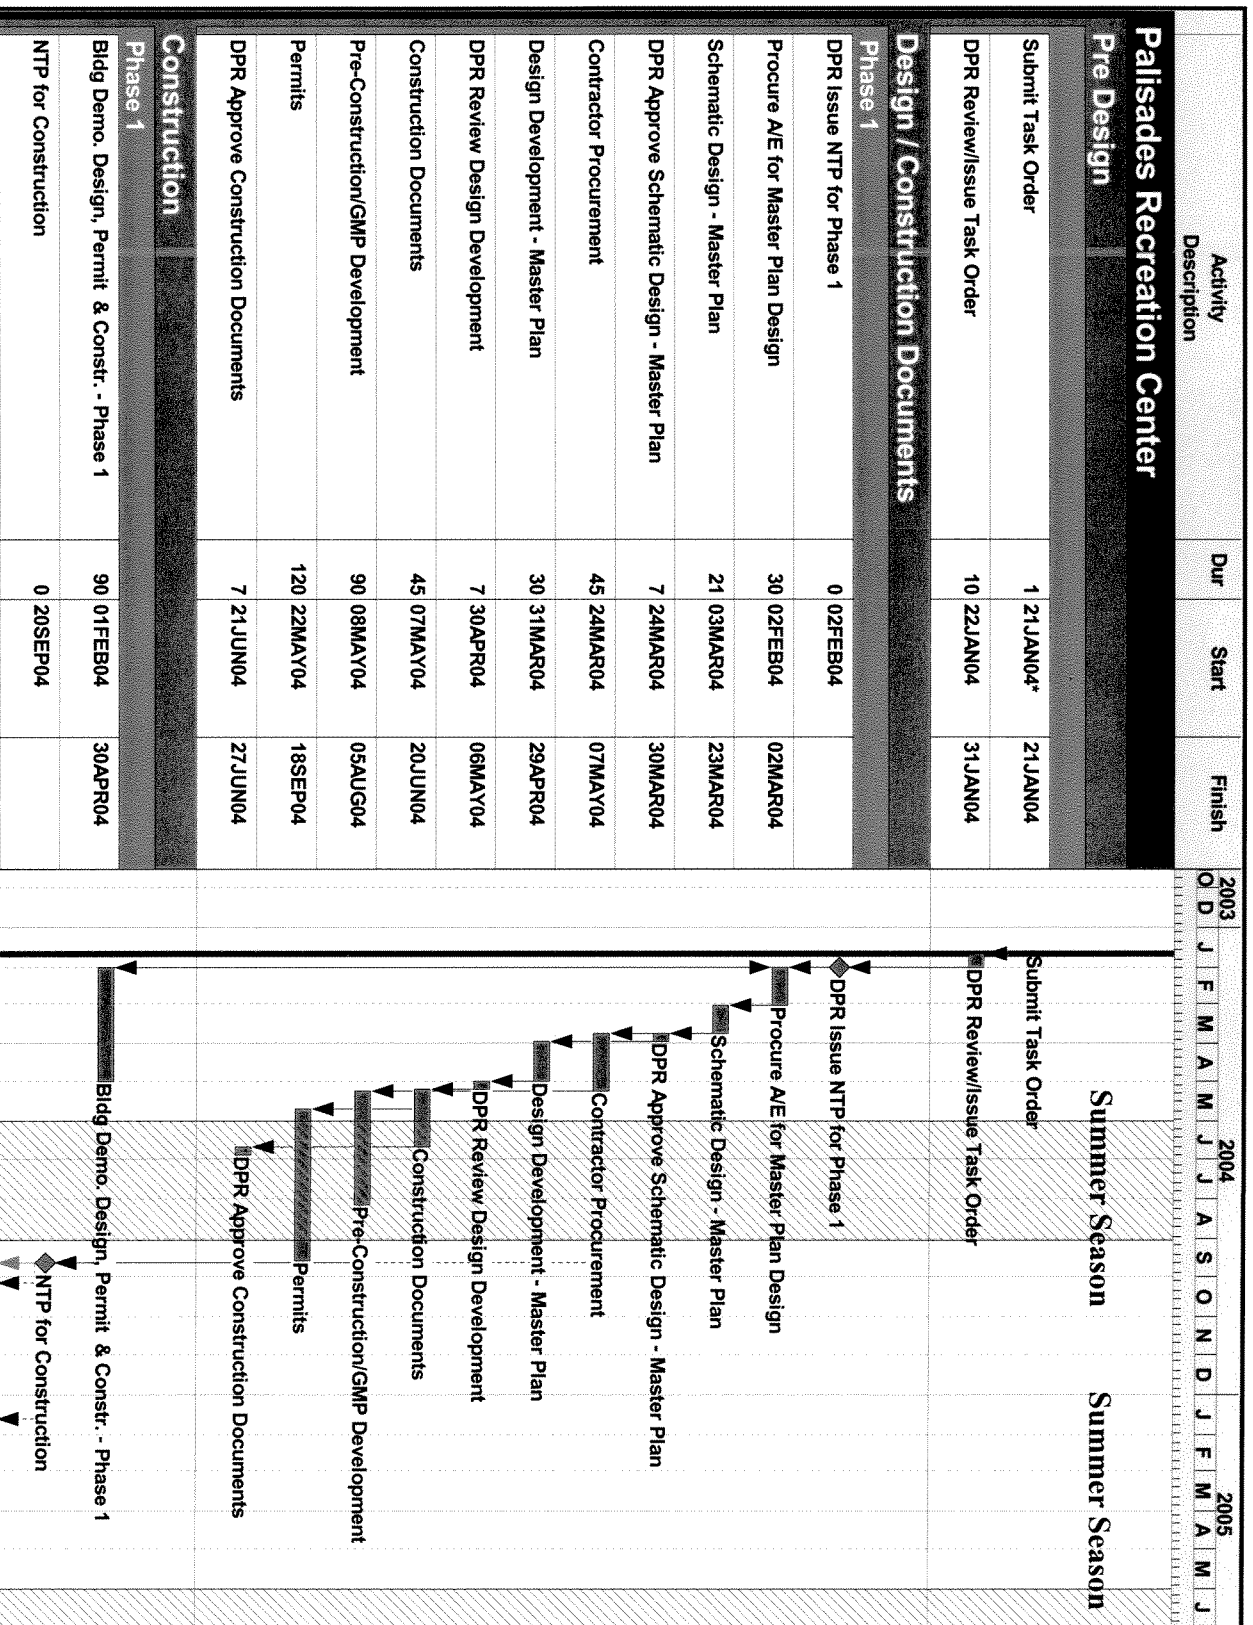 Activity Description Dur Start Finish
2003 2004 2005
O D J F M A M J J A S O N D J F M A M J
Palisades Recreation Center
Summer Season Summer Season
Pre Design
Submit Task Order 1 21JAN04* 21JAN04 Submit Task Order
DPR Review/Issue Task Order 10 22JAN04 31JAN04 DPR Review/Issue Task Order
Design / Construction Documents
Phase 1
DPR Issue NTP for Phase 1 0 02FEB04 DPR Issue NTP for Phase 1
Procure A/E for Master Plan Design 30 02FEB04 02MAR04 Procure A/E for Master Plan Design
Schematic Design - Master Plan 21 03MAR04 23MAR04 Schematic Design - Master Plan
DPR Approve Schematic Design - Master Plan 7 24MAR04 30MAR04 DPR Approve Schematic Design - Master Plan
Contractor Procurement 45 24MAR04 07MAY04 Contractor Procurement
Design Development - Master Plan 30 31MAR04 29APR04 Design Development - Master Plan
DPR Review Design Development 7 30APR04 06MAY04 DPR Review Design Development
Construction Documents 45 07MAY04 20JUN04 Construction Documents
Pre-Construction/GMP Development 90 08MAY04 05AUG04 Pre-Construction/GMP Development
Permits 120 22MAY04 18SEP04 Permits
DPR Approve Construction Documents 7 21JUN04 27JUN04 DPR Approve Construction Documents
Construction
Phase 1
Bldg Demo. Design, Permit & Constr. - Phase 1 90 01FEB04 30APR04 Bldg Demo. Design, Permit & Constr. - Phase 1
NTP for Construction 0 20SEP04 NTP for Construction